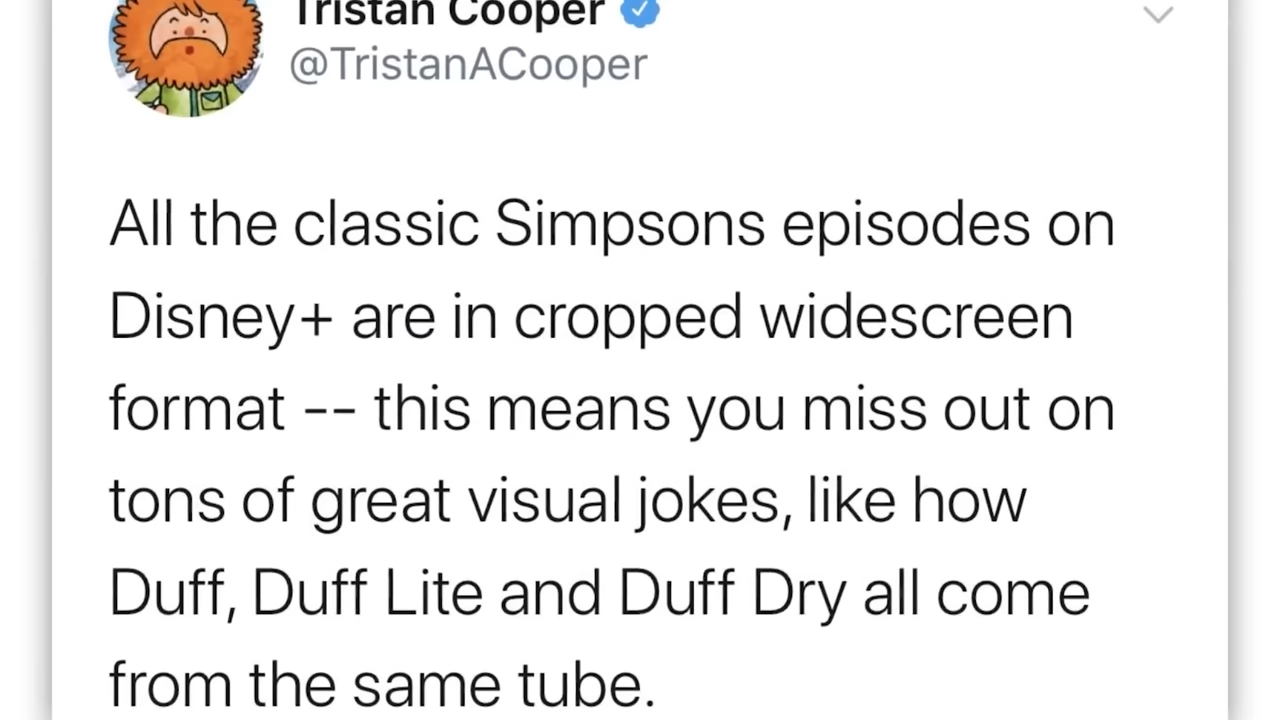 Tristan Cooper
@TristanACooper
All the classic Simpsons episodes on
Disney+ are in cropped widescreen
format -- this means you miss out on
tons of great visual jokes, like how
Duff, Duff Lite and Duff Dry all come
from the same tube.